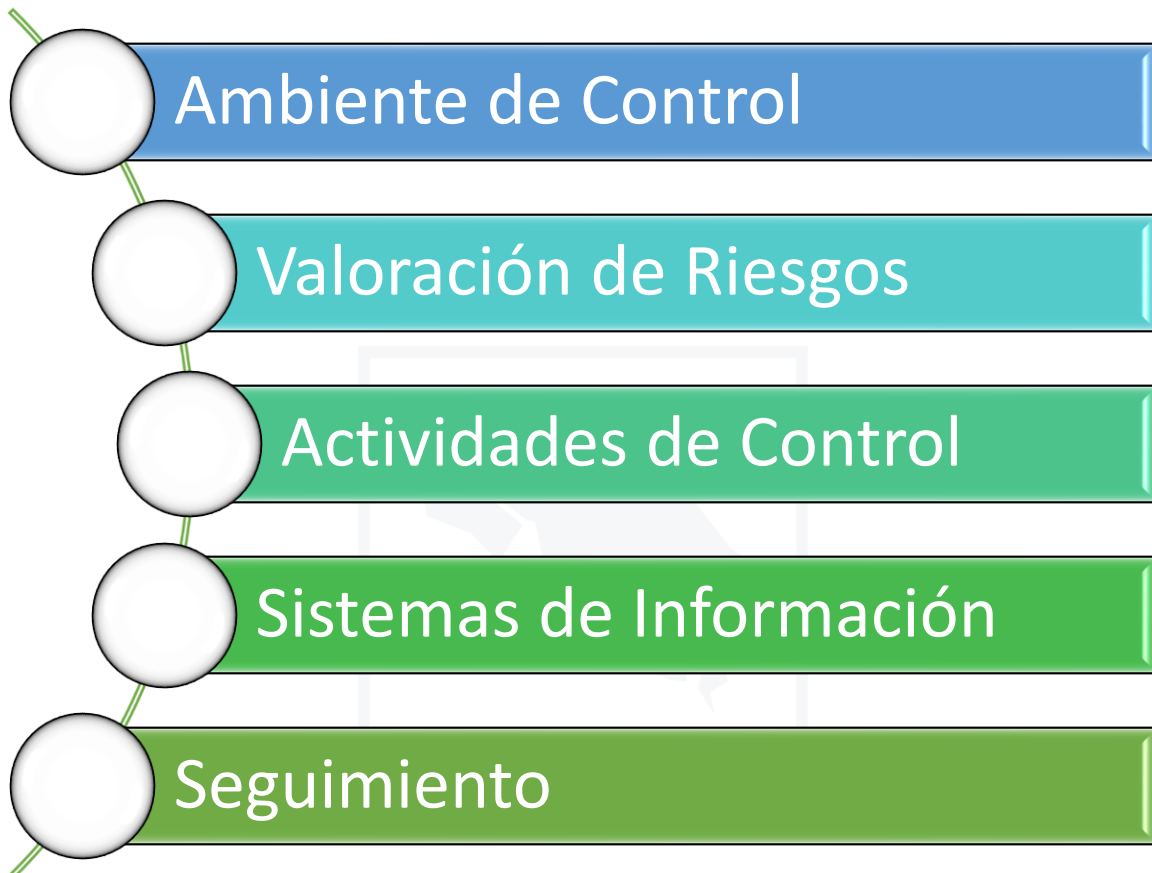 Ambiente de Control
Valoración de Riesgos
Actividades de Control
Sistemas de Información
Seguimiento